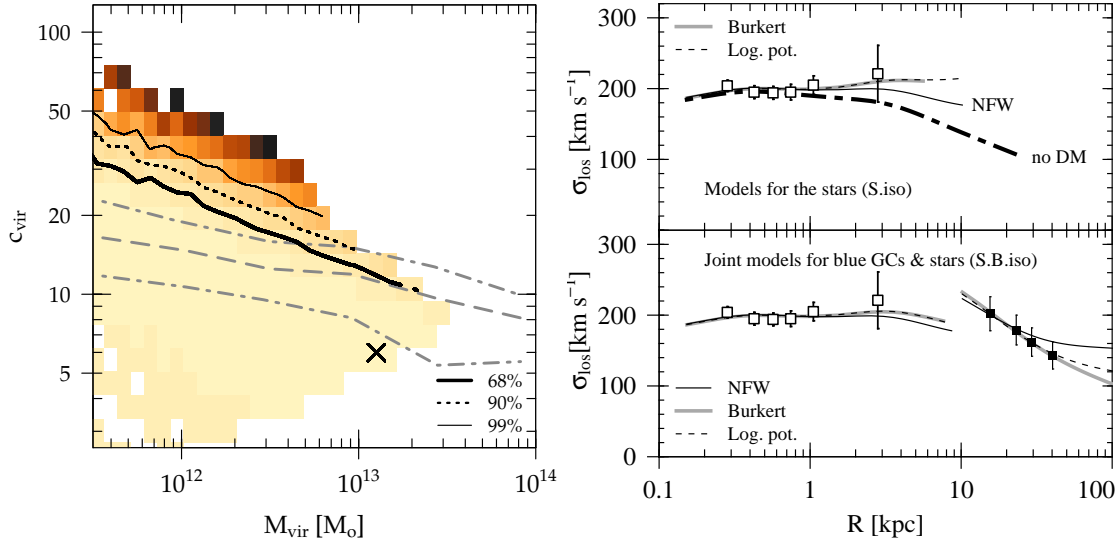 100
50
20
10
5
c_vir
10^12
10^13
10^14
M_vir [M_o]
68%
90%
99%
Burkert
Log. pot.
NFW
no DM
Models for the stars (S.iso)
300
200
100
σ_los [km s^−1]
Joint models for blue GCs & stars (S.B.iso)
NFW
Burkert
Log. pot.
300
200
100
0
σ_los[km s^−1]
0.1
1
10
100
R [kpc]